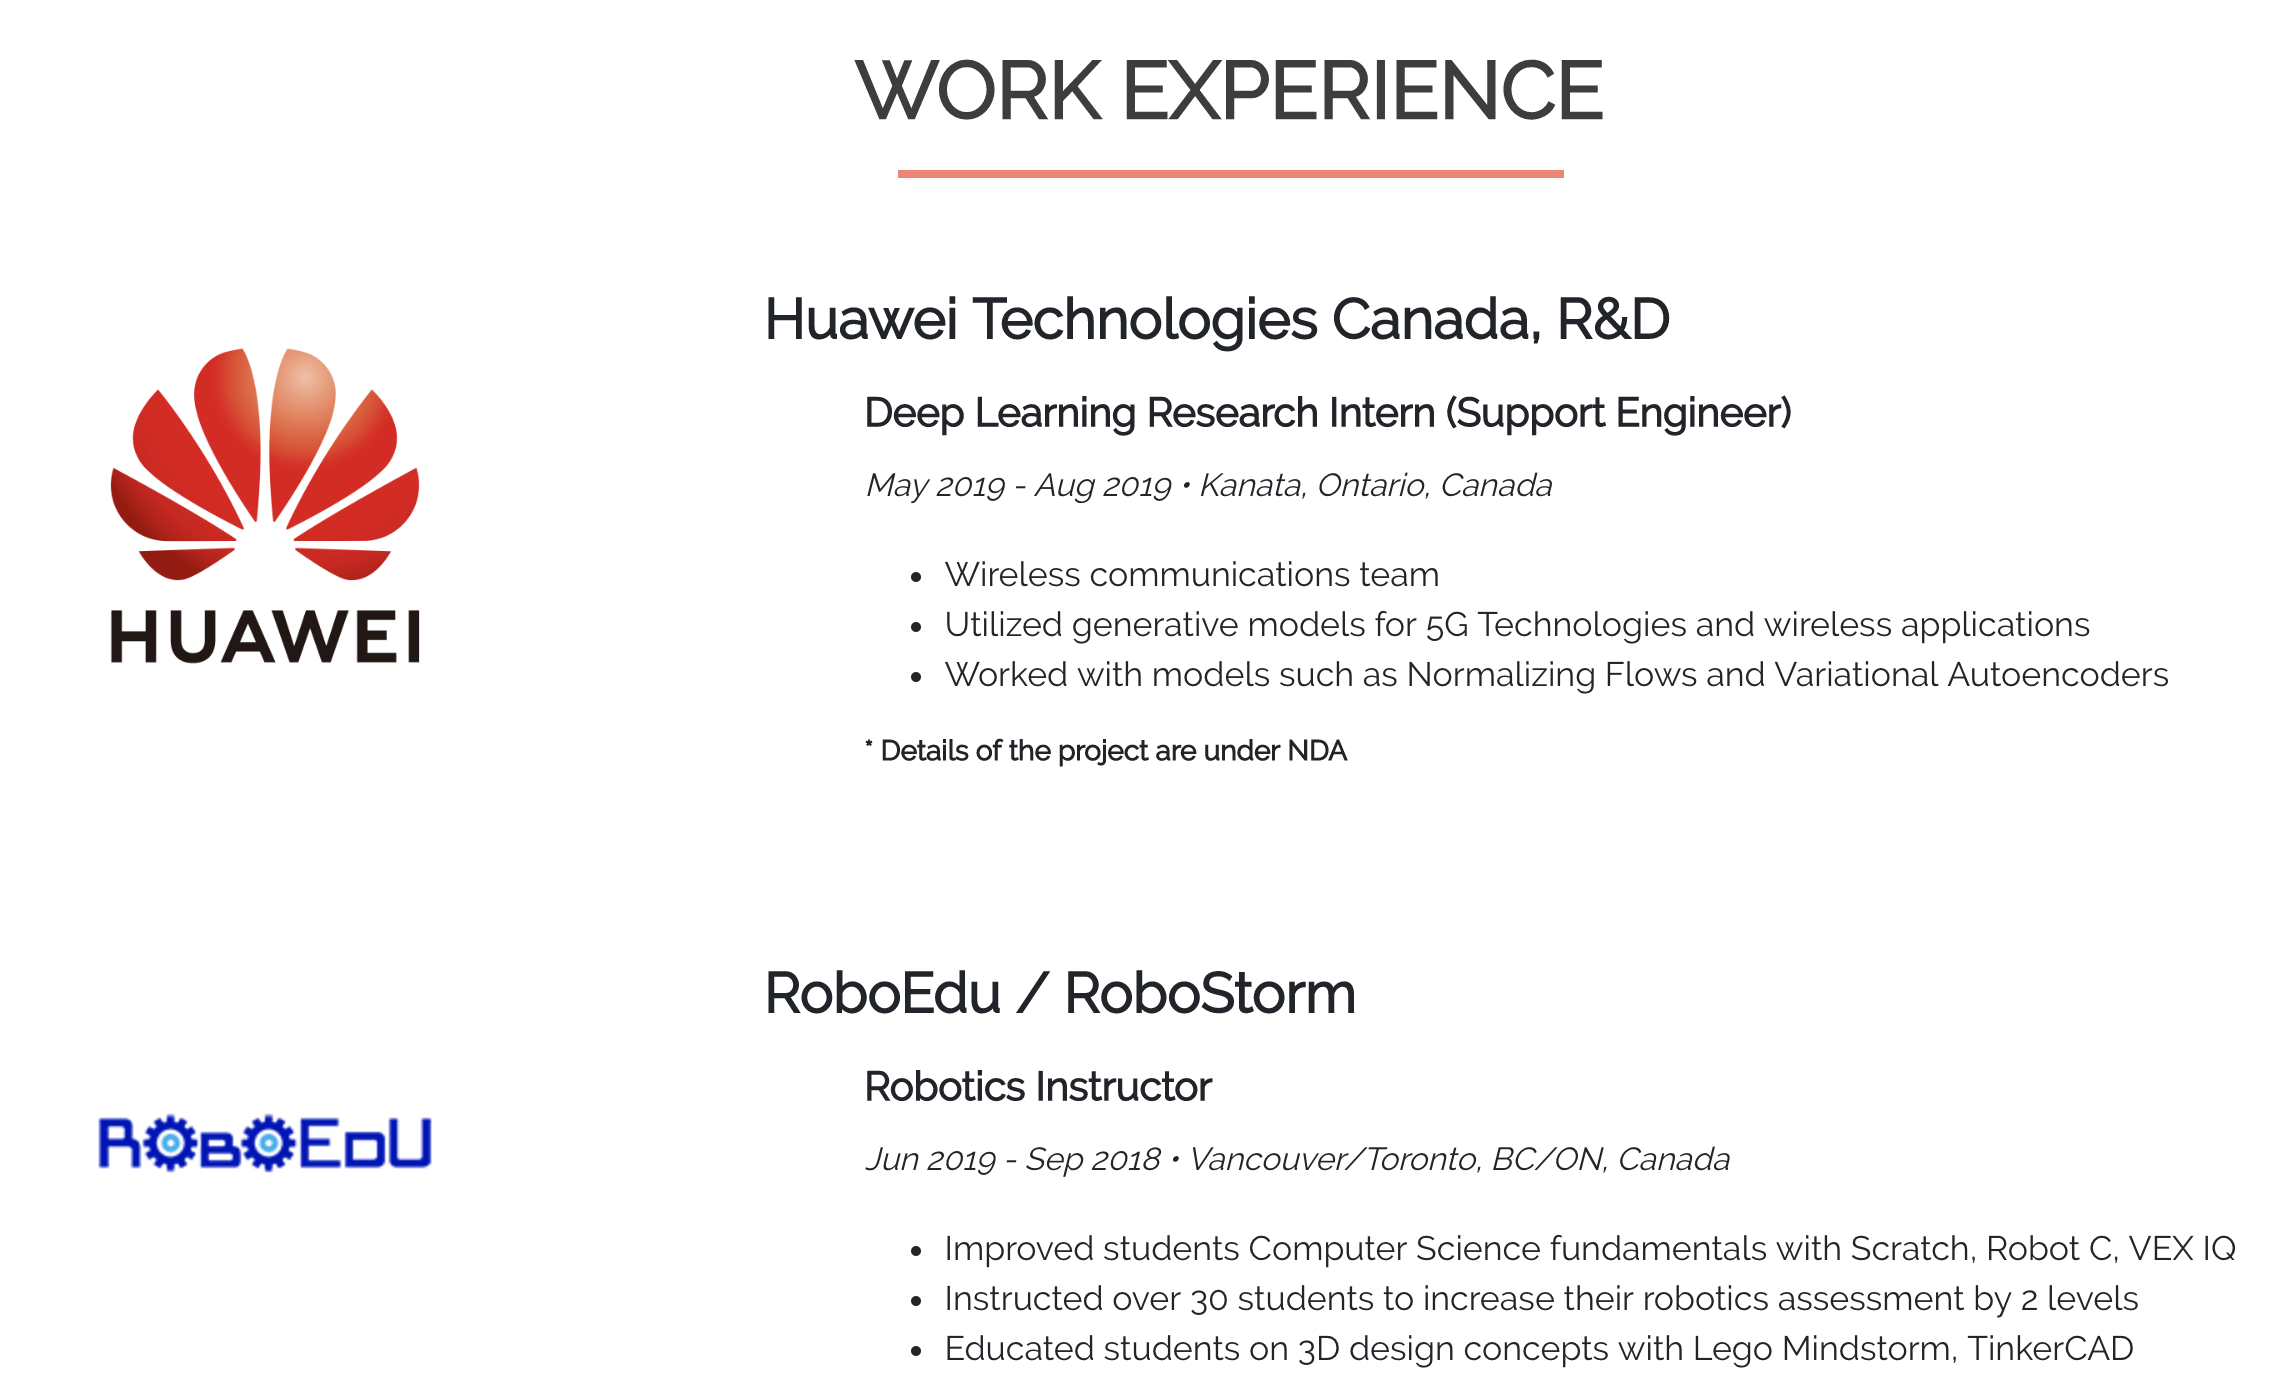 WORK EXPERIENCE
Huawei Technologies Canada, R&D
Deep Learning Research Intern (Support Engineer)
May 2019 - Aug 2019 • Kanata, Ontario, Canada
• Wireless communications team
• Utilized generative models for 5G Technologies and wireless applications
• Worked with models such as Normalizing Flows and Variational Autoencoders
* Details of the project are under NDA
HUAWEI
RoboEdu / RoboStorm
Robotics Instructor
Jun 2019 - Sep 2018 • Vancouver/Toronto, BC/ON, Canada
• Improved students Computer Science fundamentals with Scratch, Robot C, VEX IQ
• Instructed over 30 students to increase their robotics assessment by 2 levels
• Educated students on 3D design concepts with Lego Mindstorm, TinkerCAD
ROBOEDU